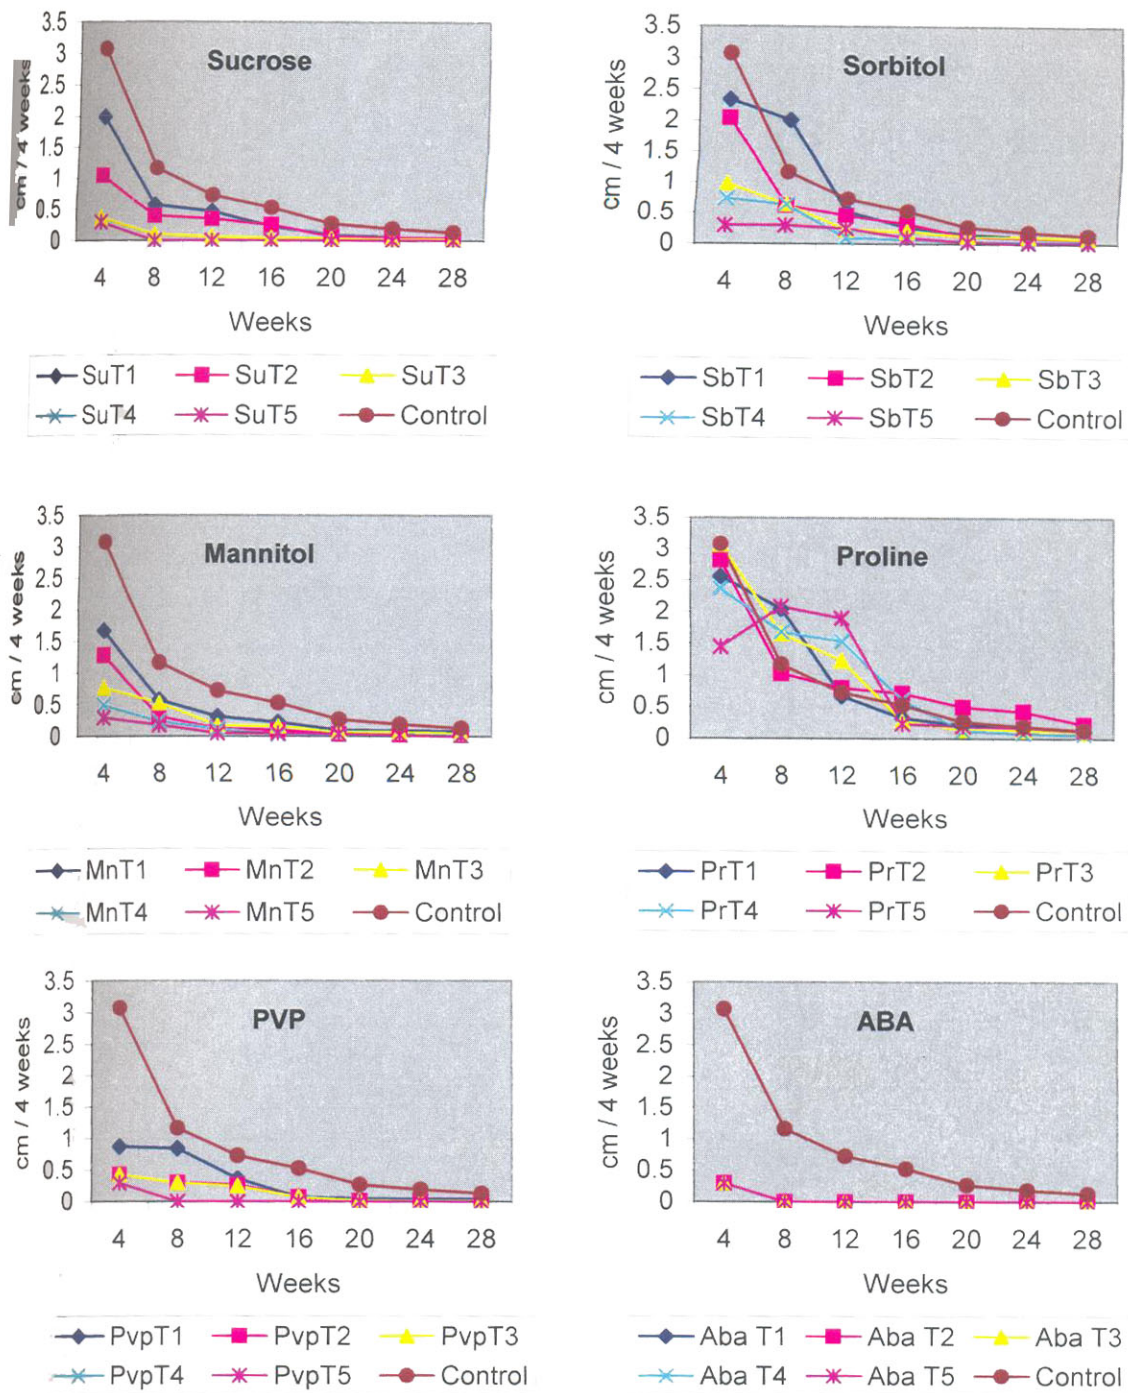 Sucrose
cm / 4 weeks
3.5
3
2.5
2
1.5
1
0.5
0
4 8 12 16 20 24 28
Weeks
SuT1 SuT2 SuT3
SuT4 SuT5 Control
Sorbitol
cm / 4 weeks
3.5
3
2.5
2
1.5
1
0.5
0
4 8 12 16 20 24 28
Weeks
SbT1 SbT2 SbT3
SbT4 SbT5 Control
Mannitol
cm / 4 weeks
3.5
3
2.5
2
1.5
1
0.5
0
4 8 12 16 20 24 28
Weeks
MnT1 MnT2 MnT3
MnT4 MnT5 Control
Proline
cm / 4 weeks
3.5
3
2.5
2
1.5
1
0.5
0
4 8 12 16 20 24 28
Weeks
PrT1 PrT2 PrT3
PrT4 PrT5 Control
PVP
cm / 4 weeks
3.5
3
2.5
2
1.5
1
0.5
0
4 8 12 16 20 24 28
Weeks
PvpT1 PvpT2 PvpT3
PvpT4 PvpT5 Control
ABA
cm / 4 weeks
3.5
3
2.5
2
1.5
1
0.5
0
4 8 12 16 20 24 28
Weeks
Aba T1 Aba T2 Aba T3
Aba T4 Aba T5 Control